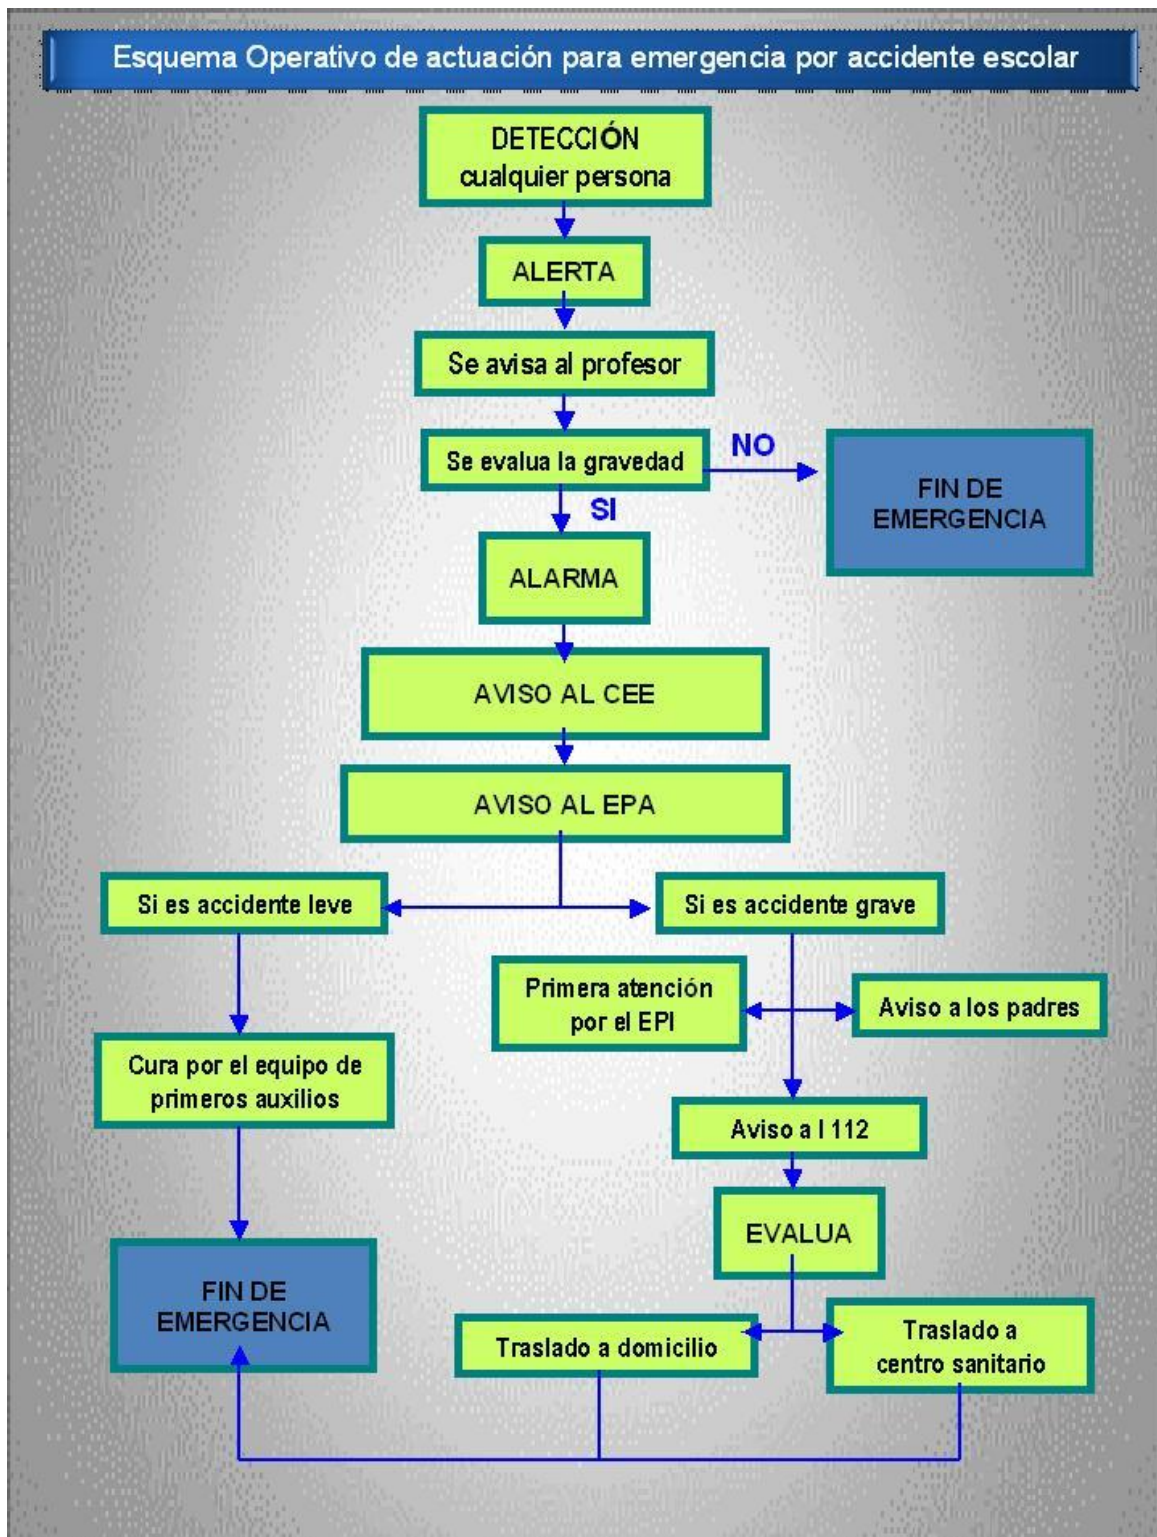 Esquema Operativo de actuación para emergencia por accidente escolar
DETECCIÓN
cualquier persona
ALERTA
Se avisa al profesor
Se evalua la gravedad
NO
FIN DE
EMERGENCIA
SI
ALARMA
AVISO AL CEE
AVISO AL EPA
Si es accidente leve
Si es accidente grave
Primera atención
por el EPI
Aviso a los padres
Cura por el equipo de
primeros auxilios
Aviso a l 112
EVALUA
FIN DE
EMERGENCIA
Traslado a domicilio
Traslado a
centro sanitario